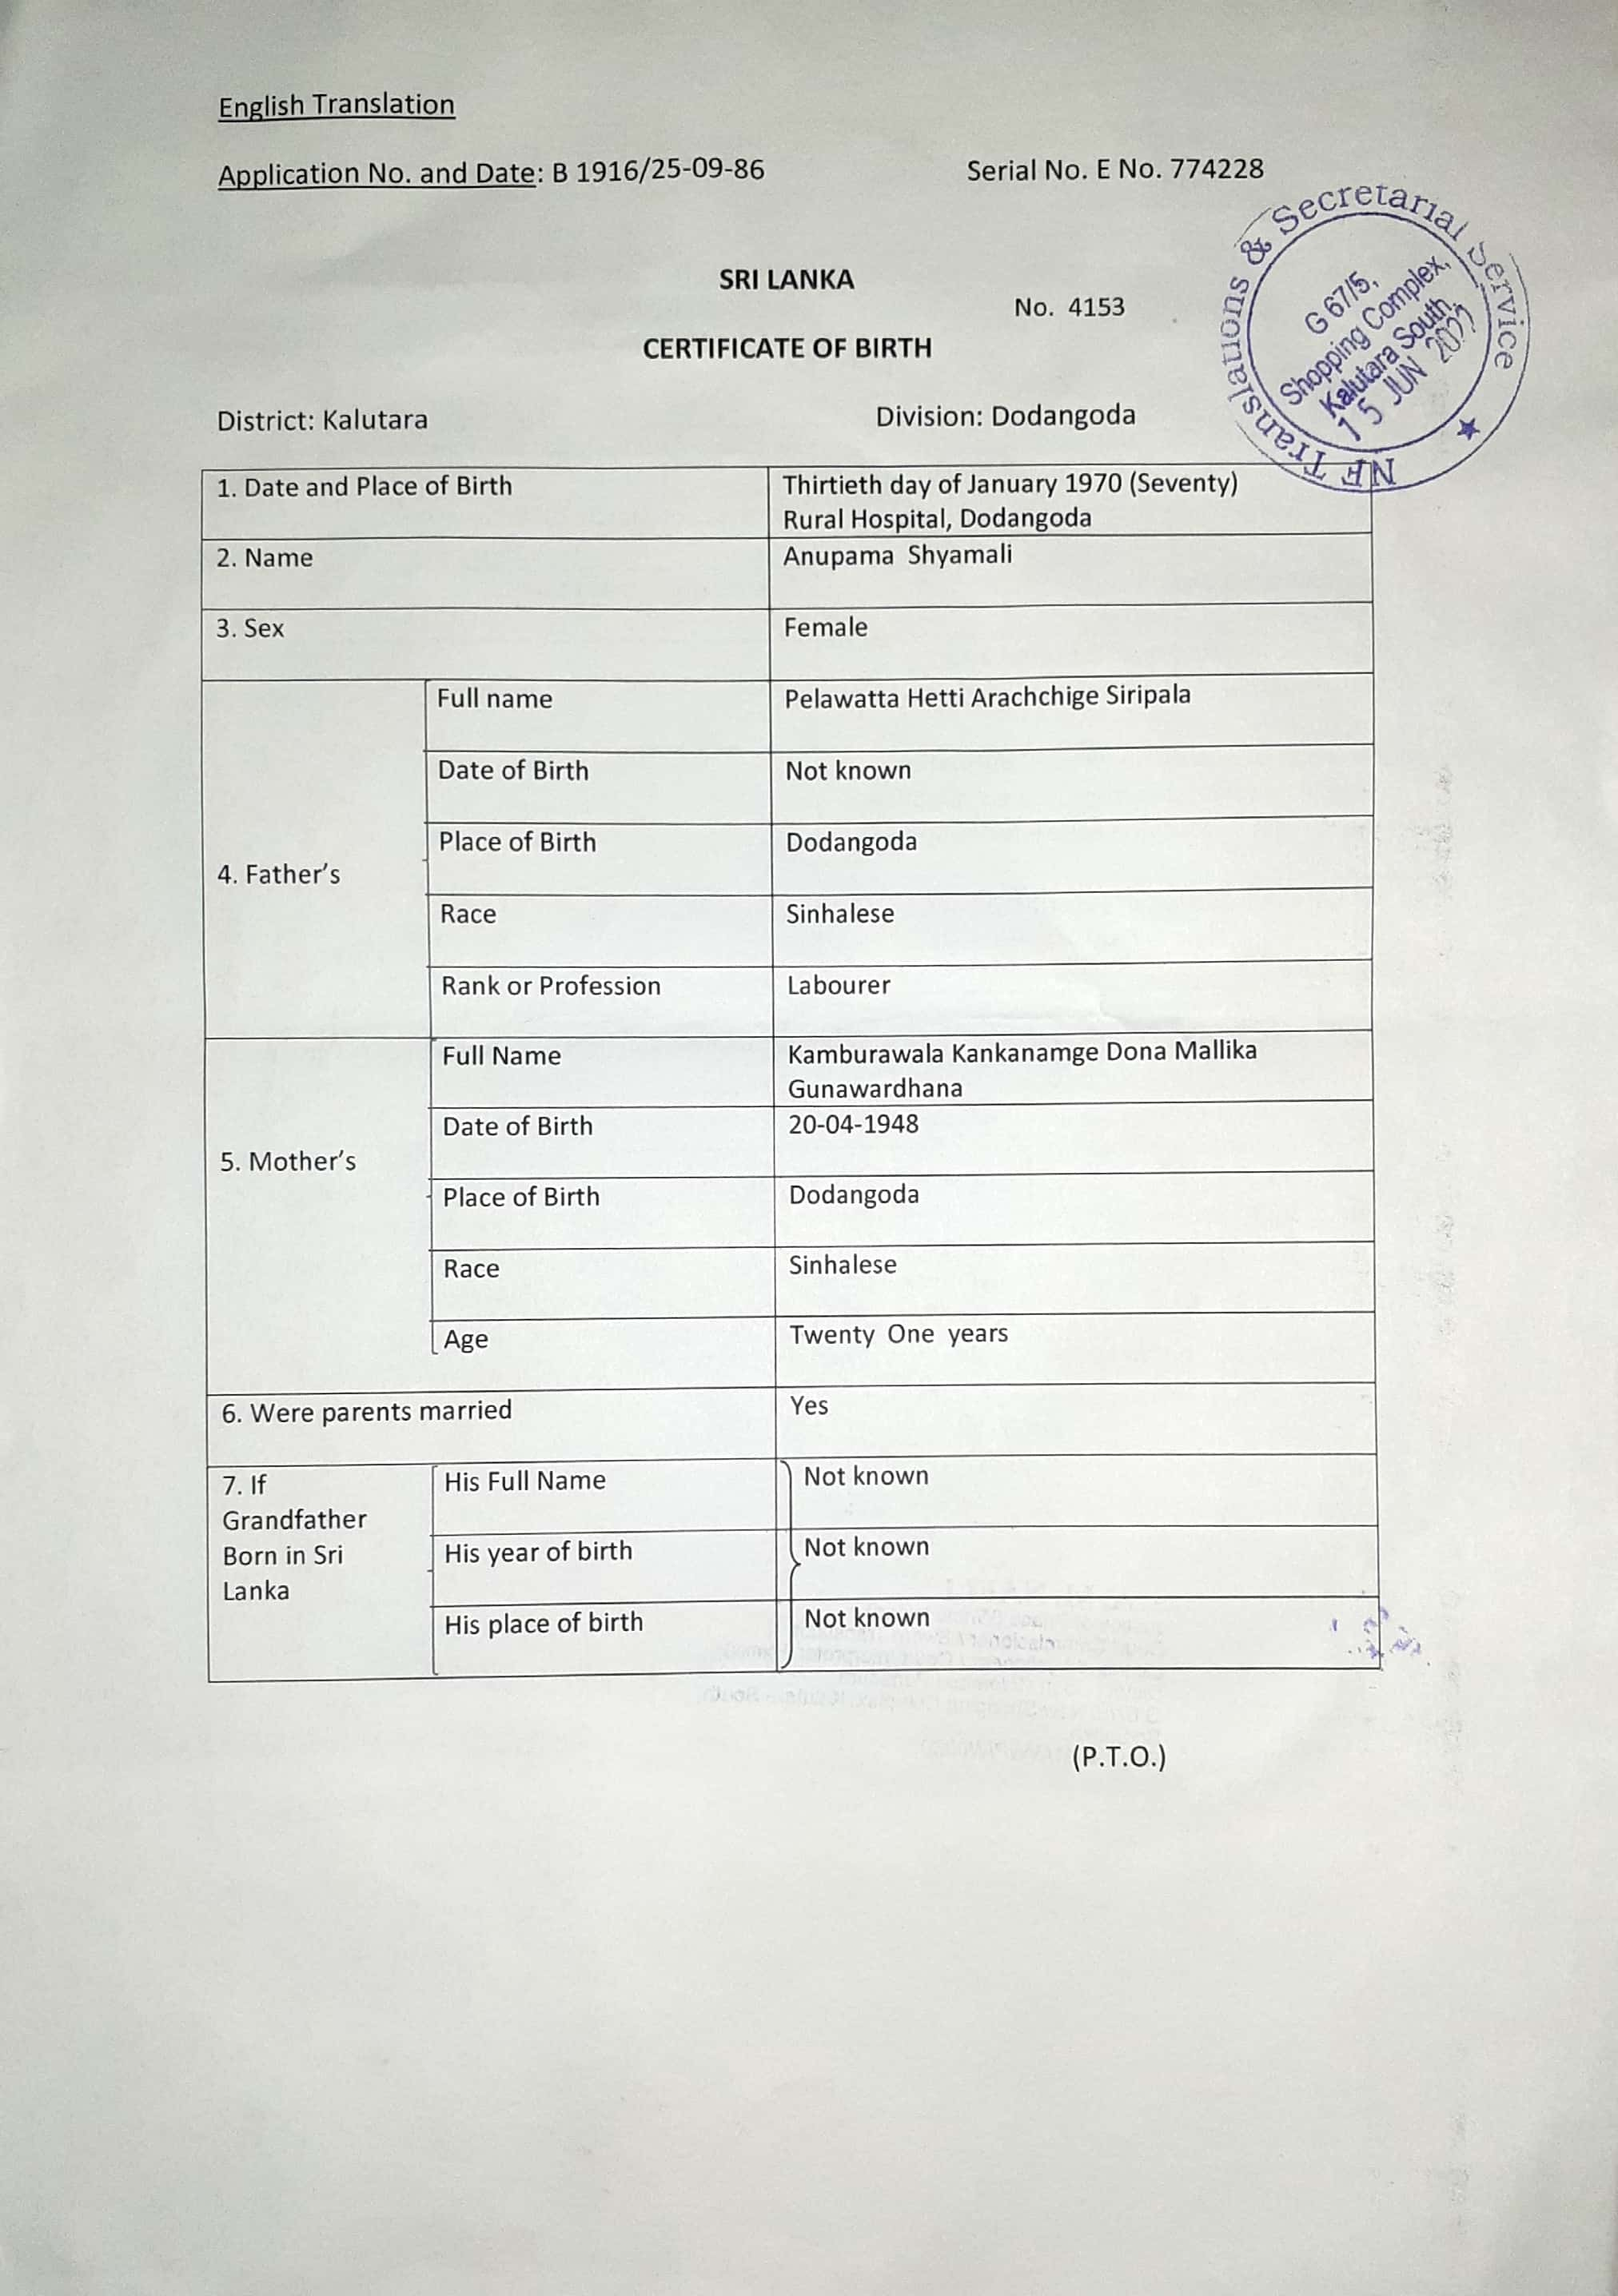 English Translation
Application No. and Date: B 1916/25-09-86 Serial No. E No. 774228
NF Translations & Secretarial Service
G 67/5,
Shopping Complex,
Kalutara South.
15 JUN
SRI LANKA
No. 4153
CERTIFICATE OF BIRTH
District: Kalutara Division: Dodangoda
1. Date and Place of Birth Thirtieth day of January 1970 (Seventy)
Rural Hospital, Dodangoda
2. Name Anupama Shyamali
3. Sex Female
4. Father's
Full name Pelawatta Hetti Arachchige Siripala
Date of Birth Not known
Place of Birth Dodangoda
Race Sinhalese
Rank or Profession Labourer
5. Mother's
Full Name Kamburawala Kankanamge Dona Mallika
Gunawardhana
Date of Birth 20-04-1948
Place of Birth Dodangoda
Race Sinhalese
Age Twenty One years
6. Were parents married Yes
7. If
Grandfather
Born in Sri
Lanka
His Full Name Not known
His year of birth Not known
His place of birth Not known
(P.T.O.)